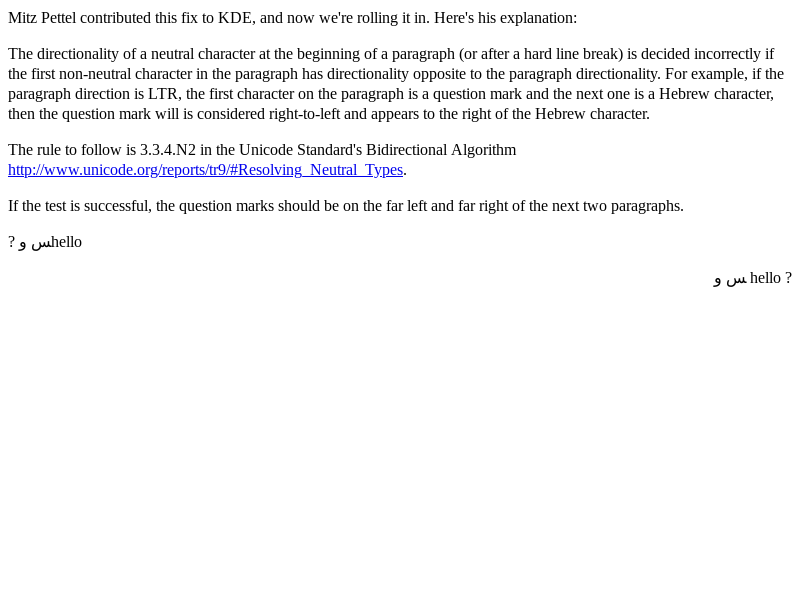 Mitz Pettel contributed this fix to KDE, and now we're rolling it in. Here's his explanation:
The directionality of a neutral character at the beginning of a paragraph (or after a hard line break) is decided incorrectly if
the first non-neutral character in the paragraph has directionality opposite to the paragraph directionality. For example, if the
paragraph direction is LTR, the first character on the paragraph is a question mark and the next one is a Hebrew character,
then the question mark will is considered right-to-left and appears to the right of the Hebrew character.
The rule to follow is 3.3.4.N2 in the Unicode Standard's Bidirectional Algorithm
http://www.unicode.org/reports/tr9/#Resolving_Neutral_Types.
If the test is successful, the question marks should be on the far left and far right of the next two paragraphs.
? س وhello
? hello س و